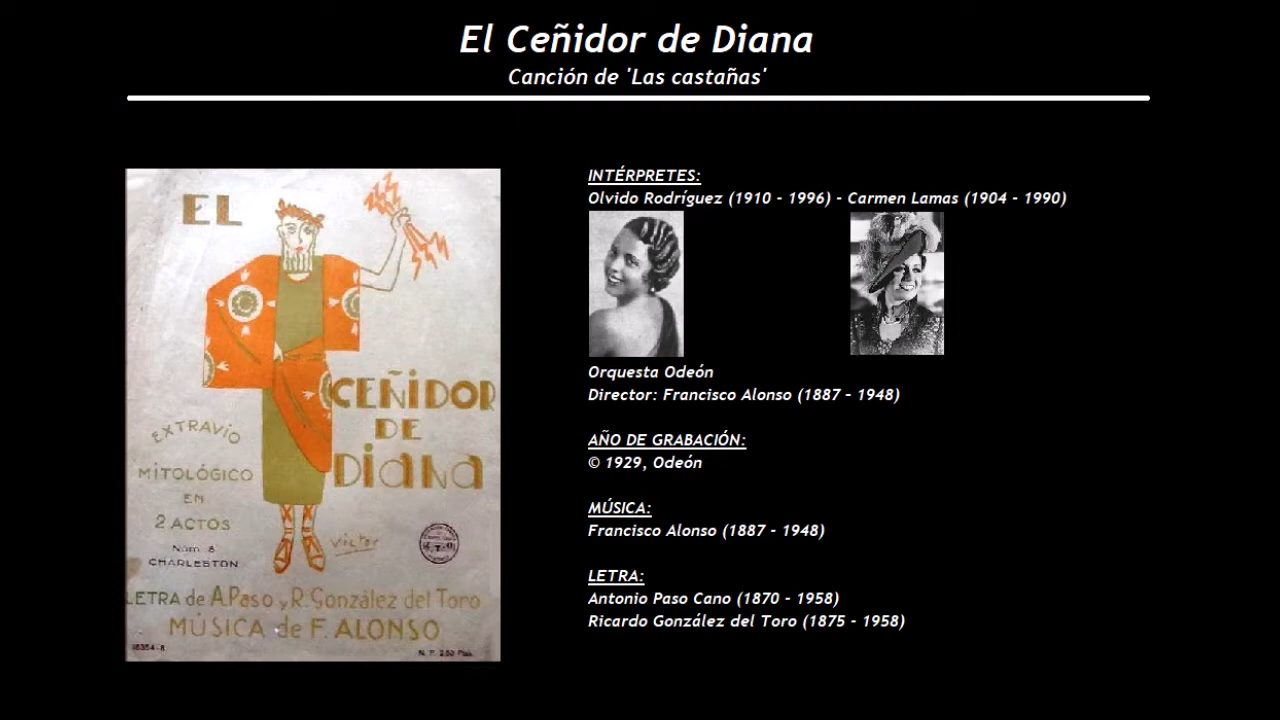 El Ceñidor de Diana
Canción de 'Las castañas'
EL
CEÑIDOR
DE
DIANA
EXTRAVIO
MITOLÓGICO
EN
2 ACTOS
Núm 8
CHARLESTON
Victor
LETRA de A.Paso y R.González del Toro
MÚSICA de F. ALONSO
INTÉRPRETES:
Olvido Rodríguez (1910 - 1996) - Carmen Lamas (1904 - 1990)
Orquesta Odeón
Director: Francisco Alonso (1887 - 1948)
AÑO DE GRABACIÓN:
© 1929, Odeón
MÚSICA:
Francisco Alonso (1887 - 1948)
LETRA:
Antonio Paso Cano (1870 - 1958)
Ricardo González del Toro (1875 - 1958)